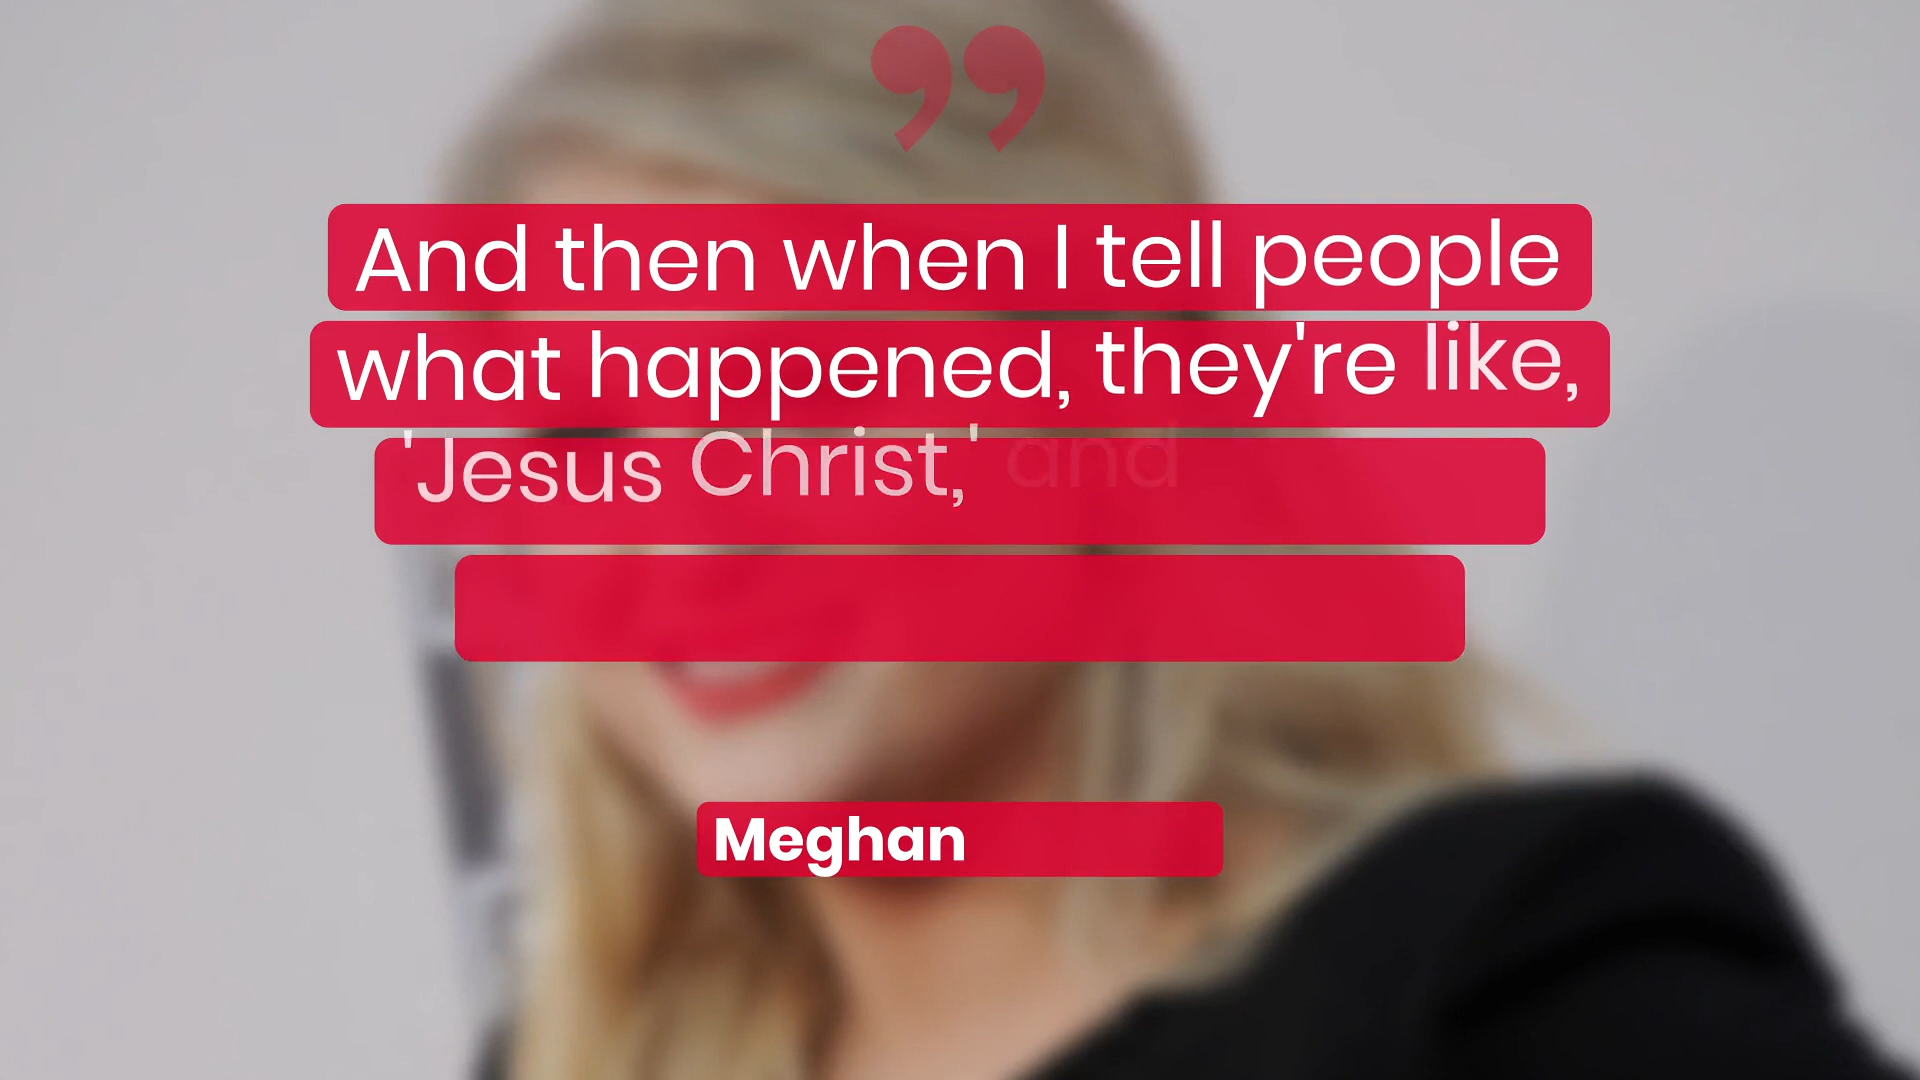 ”
And then when I tell people
what happened, they're like,
'Jesus Christ,' and
Meghan